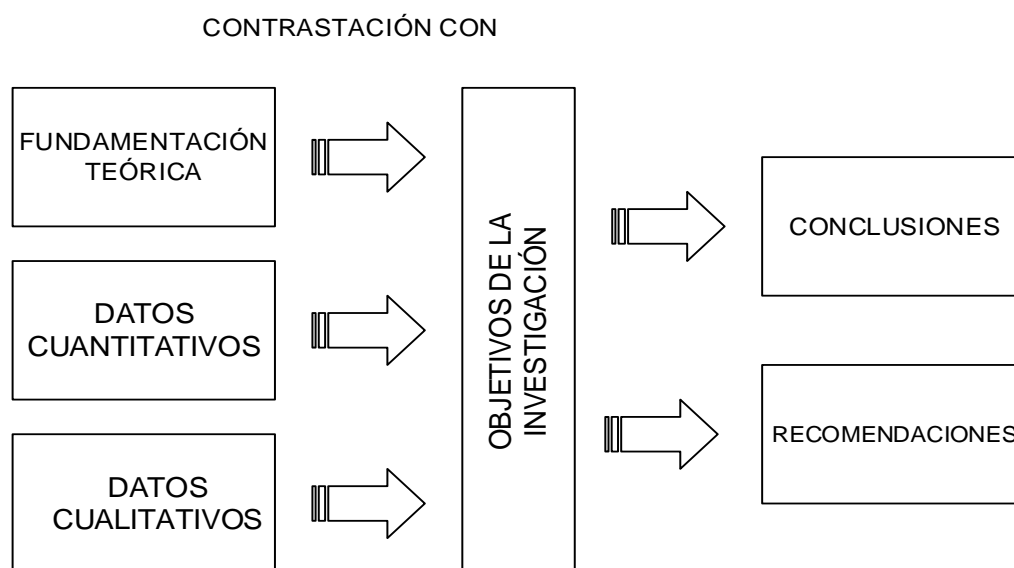 CONTRASTACIÓN CON
FUNDAMENTACIÓN
TEÓRICA
DATOS
CUANTITATIVOS
DATOS
CUALITATIVOS
OBJETIVOS DE LA
INVESTIGACIÓN
CONCLUSIONES
RECOMENDACIONES